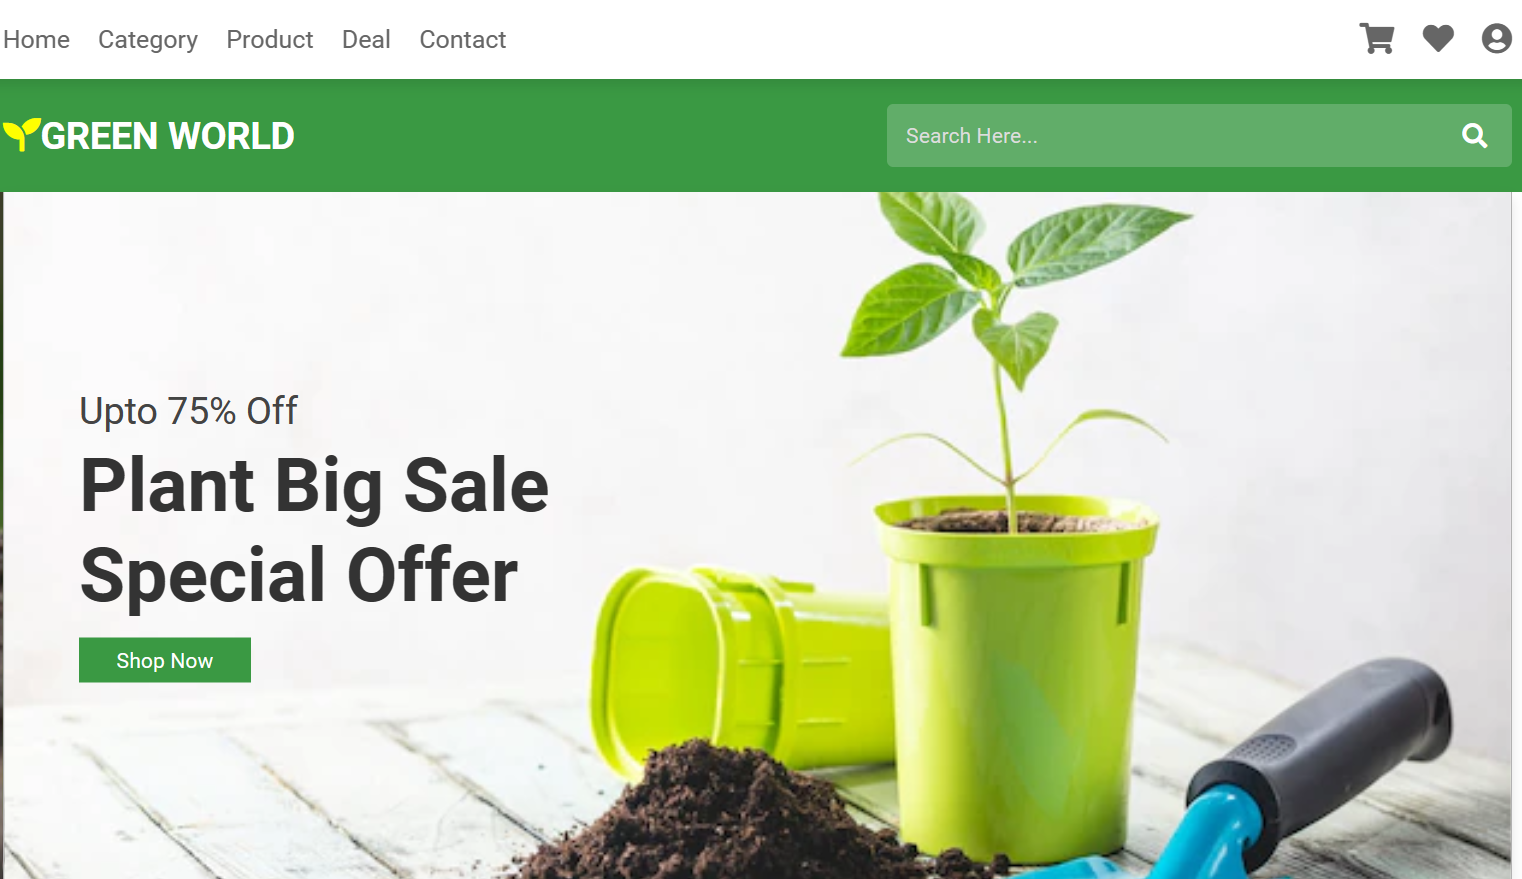 Home Category Product Deal Contact
GREEN WORLD
Search Here...
Upto 75% Off
Plant Big Sale
Special Offer
Shop Now